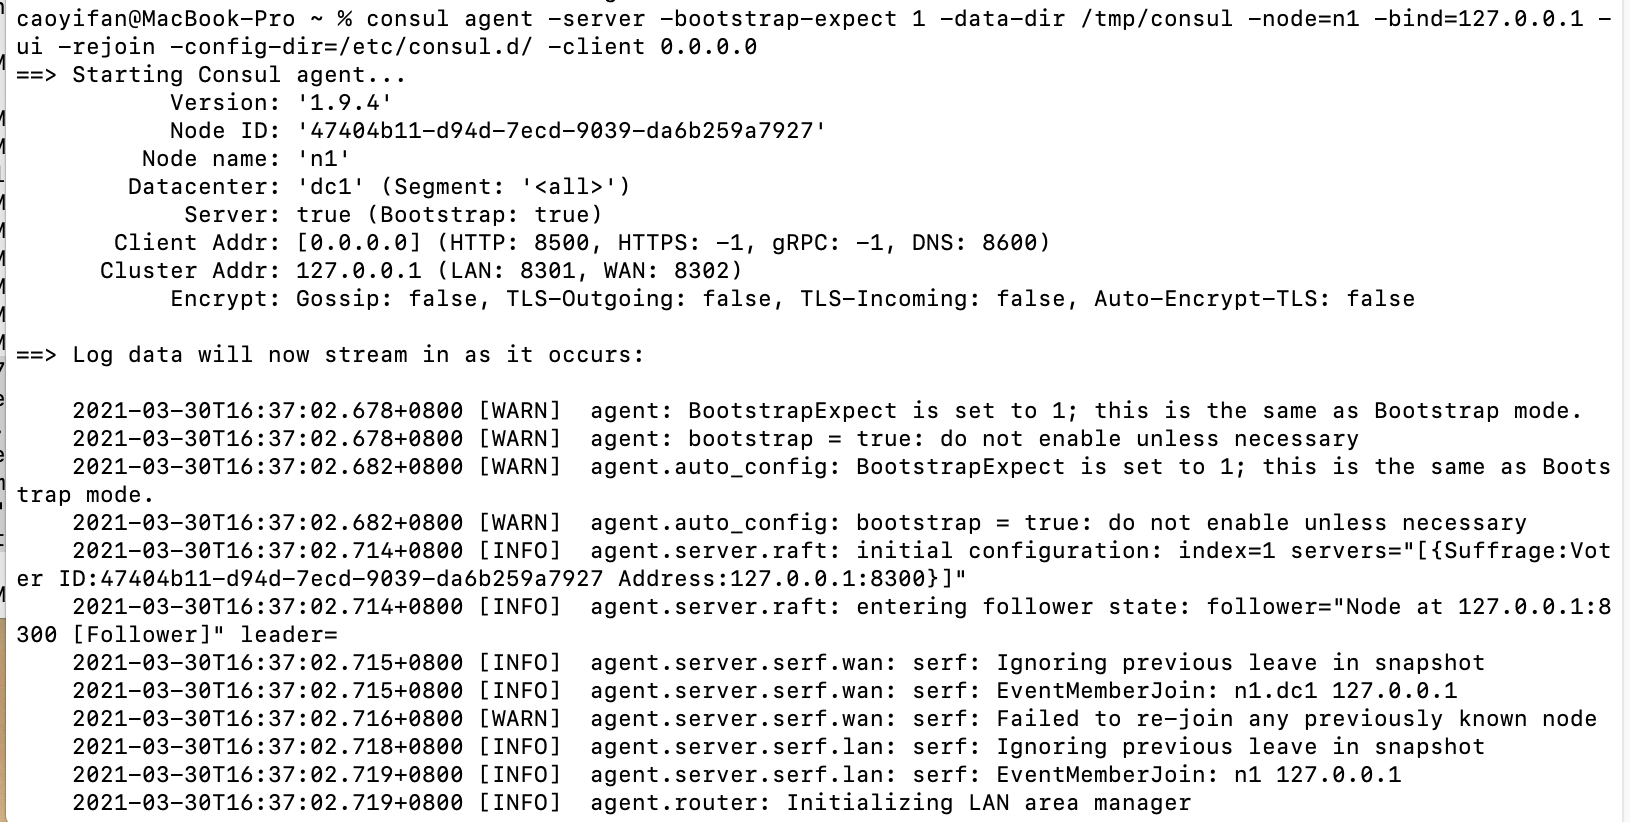 caoyifan@MacBook-Pro ~ % consul agent -server -bootstrap-expect 1 -data-dir /tmp/consul -node=n1 -bind=127.0.0.1 -
ui -rejoin -config-dir=/etc/consul.d/ -client 0.0.0.0
==> Starting Consul agent...
           Version: '1.9.4'
           Node ID: '47404b11-d94d-7ecd-9039-da6b259a7927'
         Node name: 'n1'
        Datacenter: 'dc1' (Segment: '<all>')
            Server: true (Bootstrap: true)
       Client Addr: [0.0.0.0] (HTTP: 8500, HTTPS: -1, gRPC: -1, DNS: 8600)
      Cluster Addr: 127.0.0.1 (LAN: 8301, WAN: 8302)
           Encrypt: Gossip: false, TLS-Outgoing: false, TLS-Incoming: false, Auto-Encrypt-TLS: false
==> Log data will now stream in as it occurs:
    2021-03-30T16:37:02.678+0800 [WARN]  agent: BootstrapExpect is set to 1; this is the same as Bootstrap mode.
    2021-03-30T16:37:02.678+0800 [WARN]  agent: bootstrap = true: do not enable unless necessary
    2021-03-30T16:37:02.682+0800 [WARN]  agent.auto_config: BootstrapExpect is set to 1; this is the same as Boots
trap mode.
    2021-03-30T16:37:02.682+0800 [WARN]  agent.auto_config: bootstrap = true: do not enable unless necessary
    2021-03-30T16:37:02.714+0800 [INFO]  agent.server.raft: initial configuration: index=1 servers="[{Suffrage:Vot
er ID:47404b11-d94d-7ecd-9039-da6b259a7927 Address:127.0.0.1:8300}]"
    2021-03-30T16:37:02.714+0800 [INFO]  agent.server.raft: entering follower state: follower="Node at 127.0.0.1:8
300 [Follower]" leader=
    2021-03-30T16:37:02.715+0800 [INFO]  agent.server.serf.wan: serf: Ignoring previous leave in snapshot
    2021-03-30T16:37:02.715+0800 [INFO]  agent.server.serf.wan: serf: EventMemberJoin: n1.dc1 127.0.0.1
    2021-03-30T16:37:02.716+0800 [WARN]  agent.server.serf.wan: serf: Failed to re-join any previously known node
    2021-03-30T16:37:02.718+0800 [INFO]  agent.server.serf.lan: serf: Ignoring previous leave in snapshot
    2021-03-30T16:37:02.719+0800 [INFO]  agent.server.serf.lan: serf: EventMemberJoin: n1 127.0.0.1
    2021-03-30T16:37:02.719+0800 [INFO]  agent.router: Initializing LAN area manager